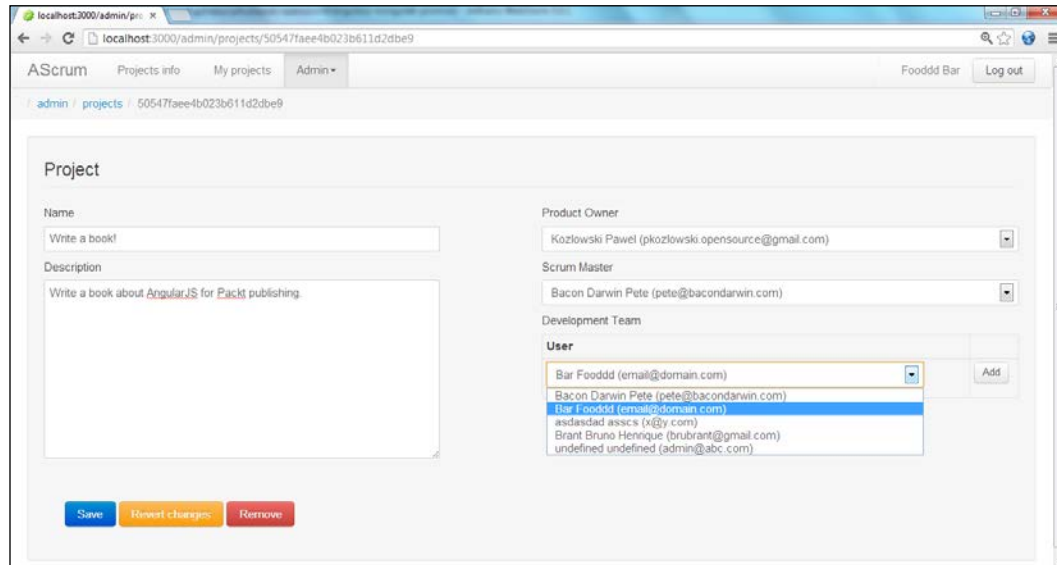 localhost:3000/admin/pr
localhost:3000/admin/projects/50547faee4b023b611d2dbe9
AScrum Projects info My projects Admin Fooddd Bar Log out
/ admin / projects / 50547faee4b023b611d2dbe9
Project
Name
Write a book!
Description
Write a book about AngularJS for Packt publishing.
Product Owner
Kozlowski Pawel (pkozlowski.opensource@gmail.com)
Scrum Master
Bacon Darwin Pete (pete@bacondarwin.com)
Development Team
User
Bar Fooddd (email@domain.com) Add
Bacon Darwin Pete (pete@bacondarwin.com)
Bar Fooddd (email@domain.com)
asdasdad asscs (x@y.com)
Brant Bruno Henrique (brubrant@gmail.com)
undefined undefined (admin@abc.com)
Save Revert changes Remove